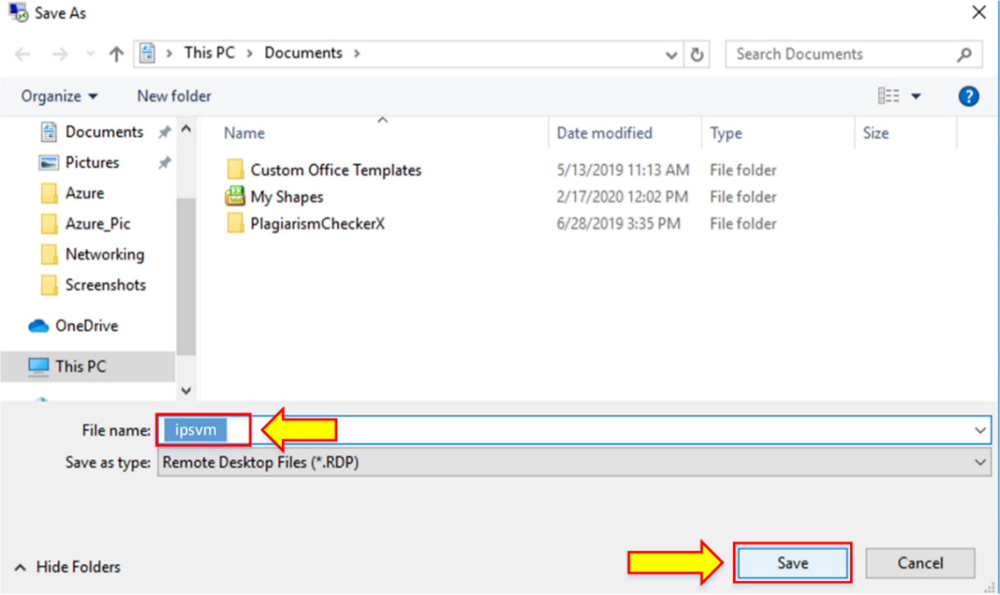 Save As
This PC > Documents >
Search Documents
Organize
New folder
?
Documents
Pictures
Azure
Azure_Pic
Networking
Screenshots
OneDrive
This PC
Name Date modified Type Size
Custom Office Templates 5/13/2019 11:13 AM File folder
My Shapes 2/17/2020 12:02 PM File folder
PlagiarismCheckerX 6/28/2019 3:35 PM File folder
File name: ipsvm
Save as type: Remote Desktop Files (*.RDP)
Hide Folders
Save
Cancel